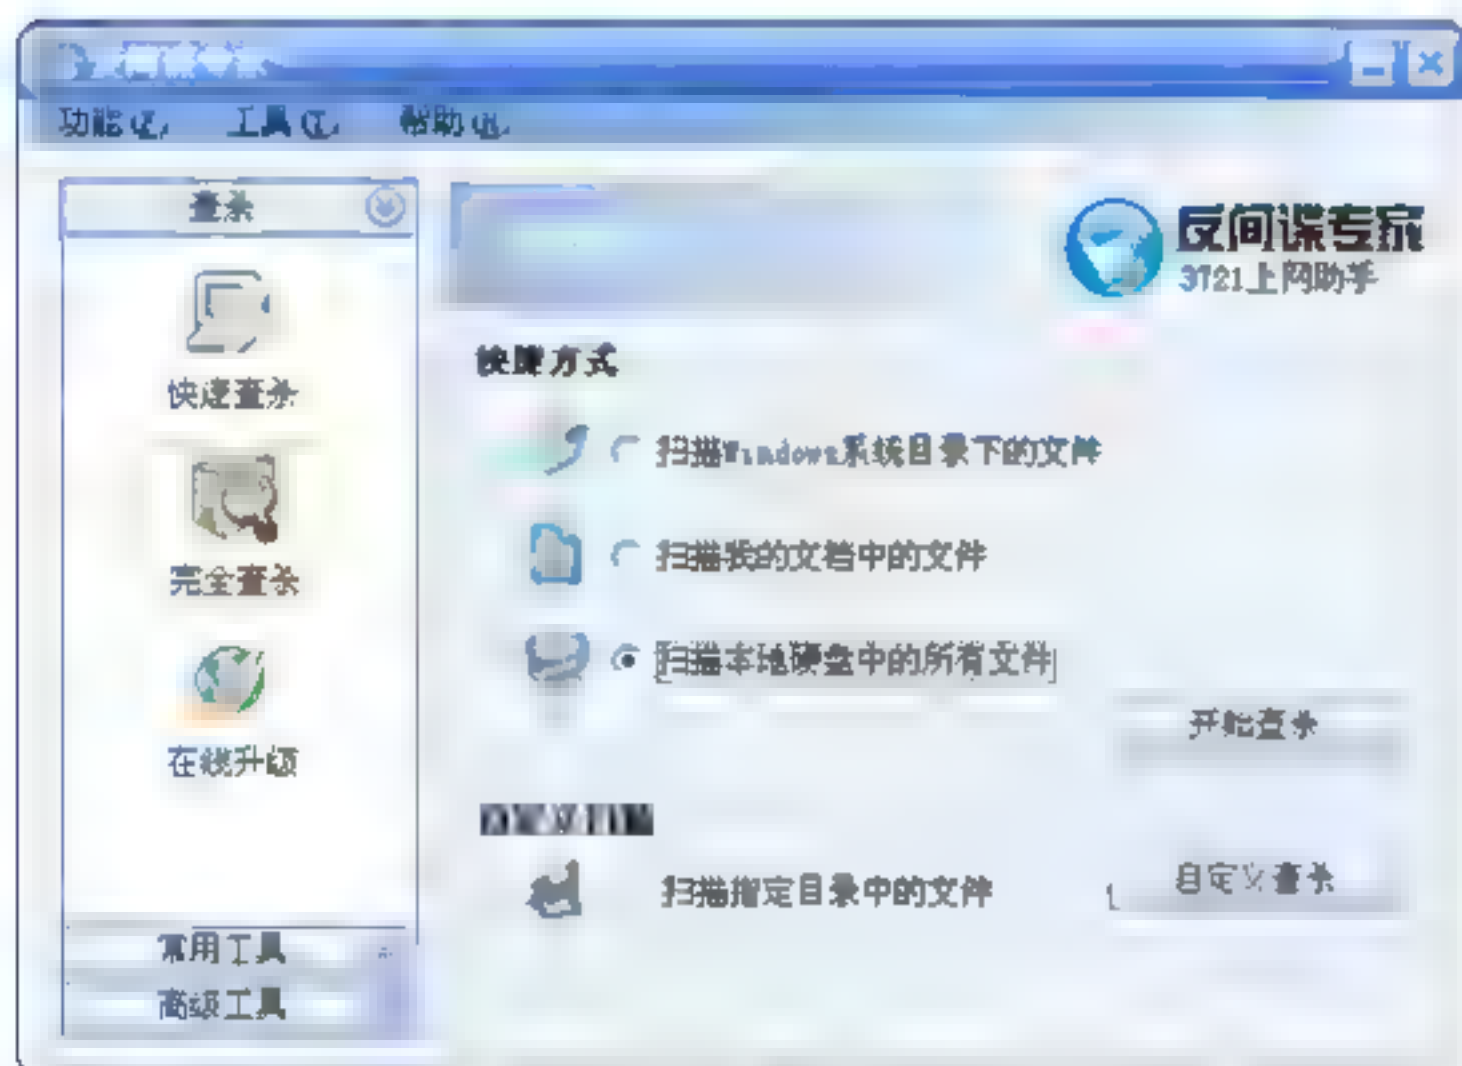 功能(F) 工具(T) 帮助(H)
查杀
反间谍专家
3721上网助手
快速查杀
完全查杀
在线升级
常用工具
高级工具
快捷方式
扫描Windows系统目录下的文件
扫描我的文档中的文件
扫描本地硬盘中的所有文件
开始查杀
扫描指定目录中的文件
自定义查杀